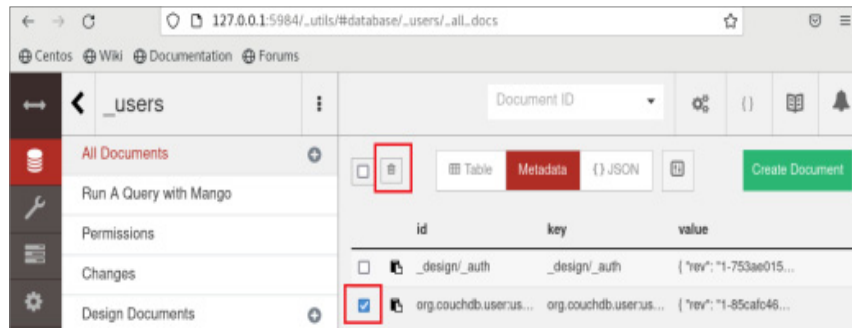 127.0.0.1:5984/_utils/#database/_users/_all_docs
Centos Wiki Documentation Forums
_users
Document ID
{ }
All Documents
Table Metadata { } JSON
Create Document
Run A Query with Mango
Permissions
id key value
_design/_auth _design/_auth { "rev": "1-753ae015...
Changes
org.couchdb.user:us... org.couchdb.user:us... { "rev": "1-85cafc46...
Design Documents